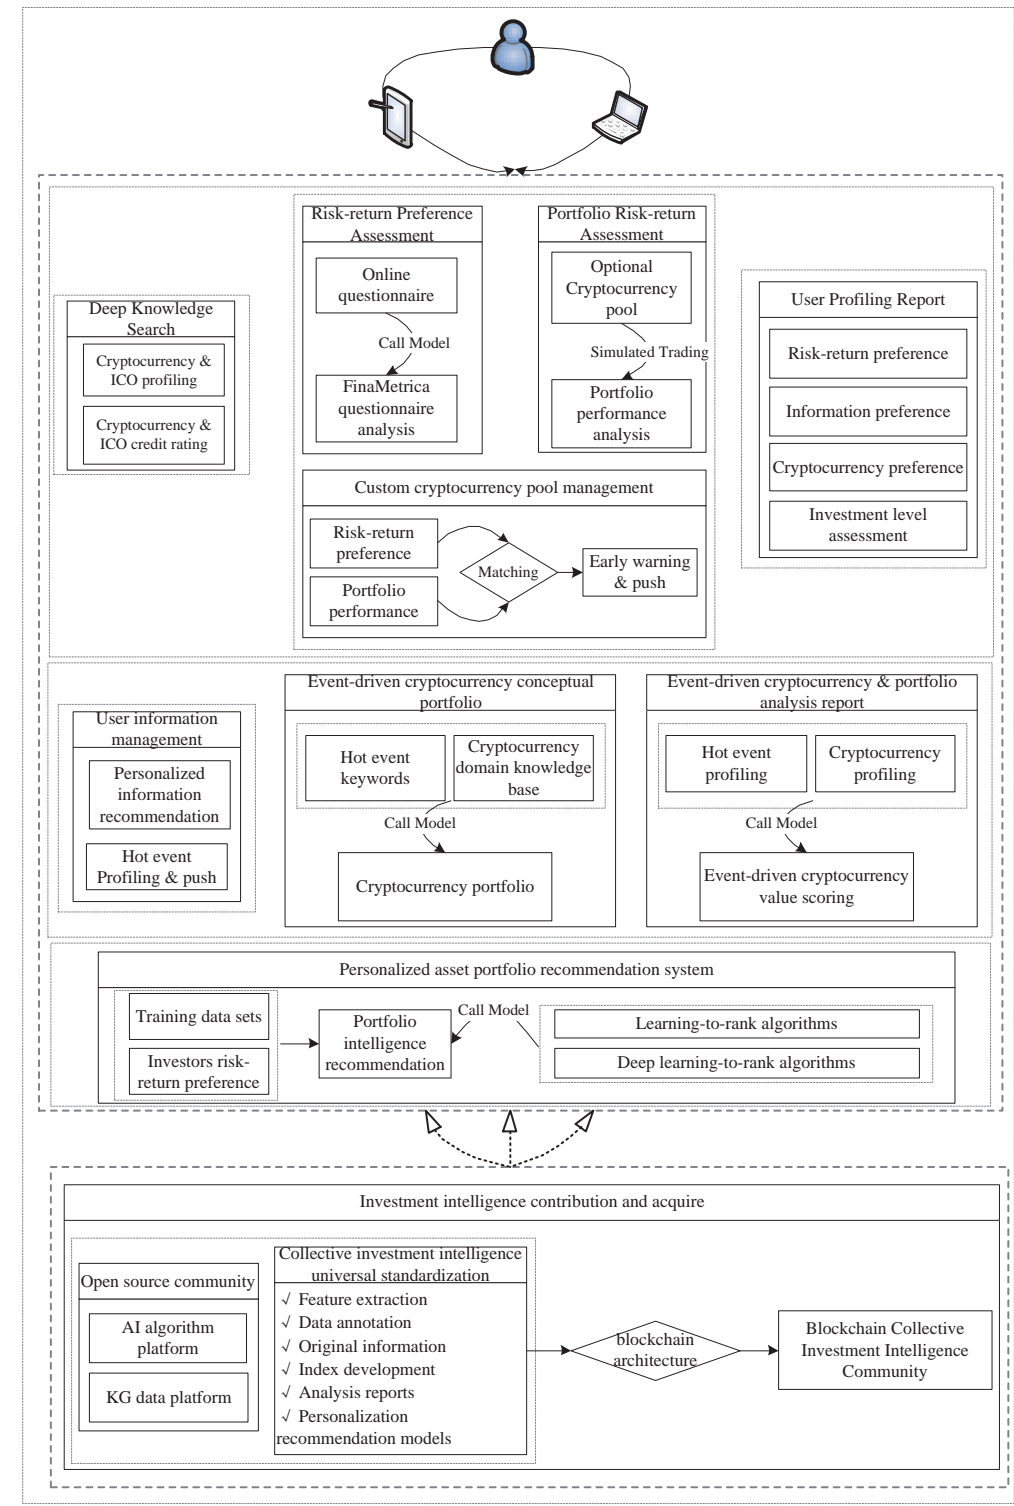 Risk-return Preference
Assessment
Online
questionnaire
Call Model
FinaMetrica
questionnaire
analysis
Portfolio Risk-return
Assessment
Optional
Cryptocurrency
pool
Simulated Trading
Portfolio
performance
analysis
Deep Knowledge
Search
Cryptocurrency &
ICO profiling
Cryptocurrency &
ICO credit rating
User Profiling Report
Risk-return preference
Information preference
Cryptocurrency preference
Investment level
assessment
Custom cryptocurrency pool management
Risk-return
preference
Portfolio
performance
Matching
Early warning
& push
User information
management
Personalized
information
recommendation
Hot event
Profiling & push
Event-driven cryptocurrency conceptual
portfolio
Hot event
keywords
Cryptocurrency
domain knowledge
base
Call Model
Cryptocurrency portfolio
Event-driven cryptocurrency & portfolio
analysis report
Hot event
profiling
Cryptocurrency
profiling
Call Model
Event-driven cryptocurrency
value scoring
Personalized asset portfolio recommendation system
Training data sets
Investors risk-
return preference
Portfolio
intelligence
recommendation
Call Model
Learning-to-rank algorithms
Deep learning-to-rank algorithms
Investment intelligence contribution and acquire
Open source community
AI algorithm
platform
KG data platform
Collective investment intelligence
universal standardization
√ Feature extraction
√ Data annotation
√ Original information
√ Index development
√ Analysis reports
√ Personalization
recommendation models
blockchain
architecture
Blockchain Collective
Investment Intelligence
Community